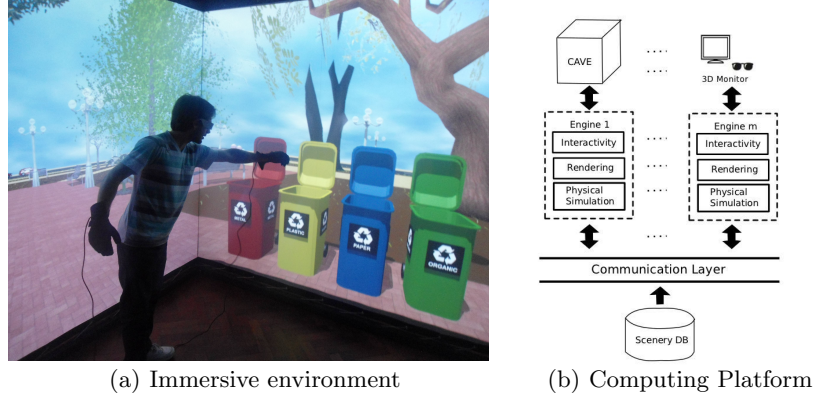 METAL
PLASTIC
PAPER
ORGANIC
(a) Immersive environment
CAVE
....
....
3D Monitor
Engine 1
Interactivity
Rendering
Physical
Simulation
....
....
....
Engine m
Interactivity
Rendering
Physical
Simulation
....
Communication Layer
Scenery DB
(b) Computing Platform